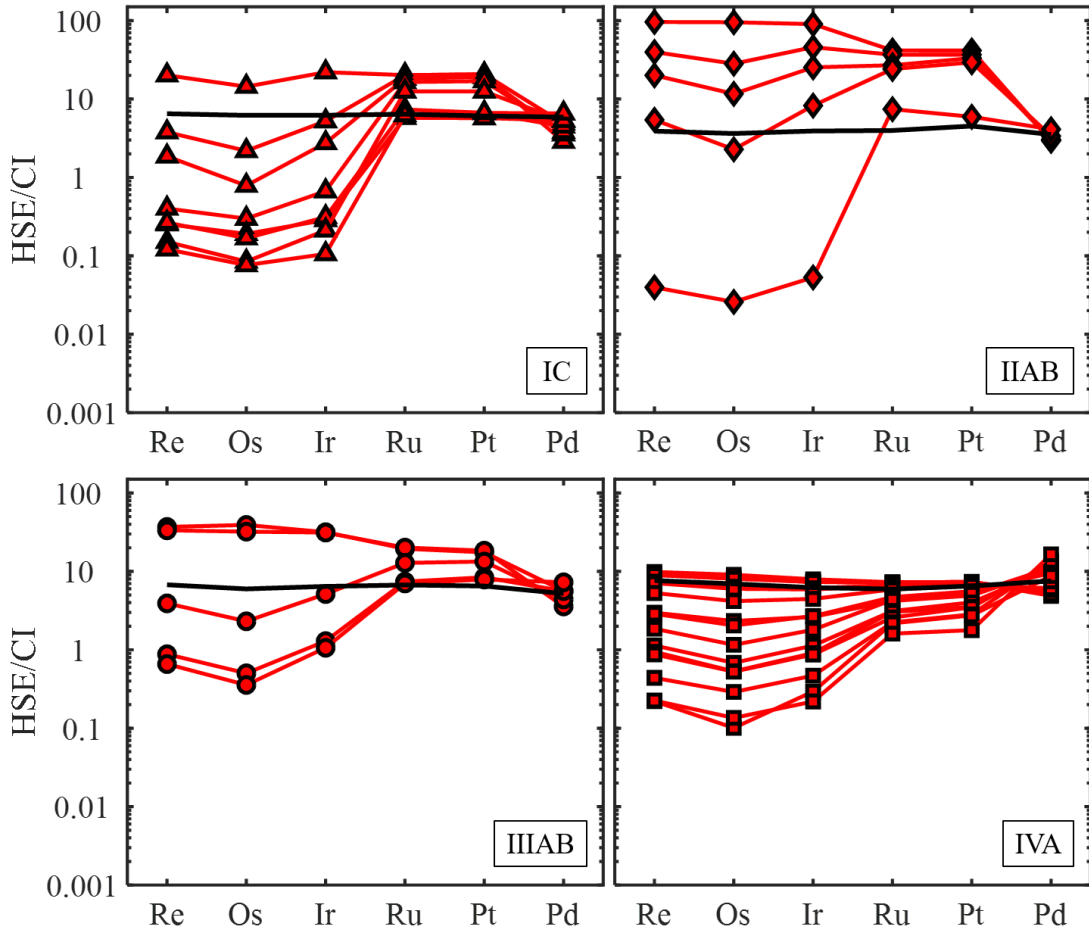 HSE/CI
100
10
1
0.1
0.01
0.001
Re Os Ir Ru Pt Pd
IC
Re Os Ir Ru Pt Pd
IIAB
HSE/CI
100
10
1
0.1
0.01
0.001
Re Os Ir Ru Pt Pd
IIIAB
Re Os Ir Ru Pt Pd
IVA